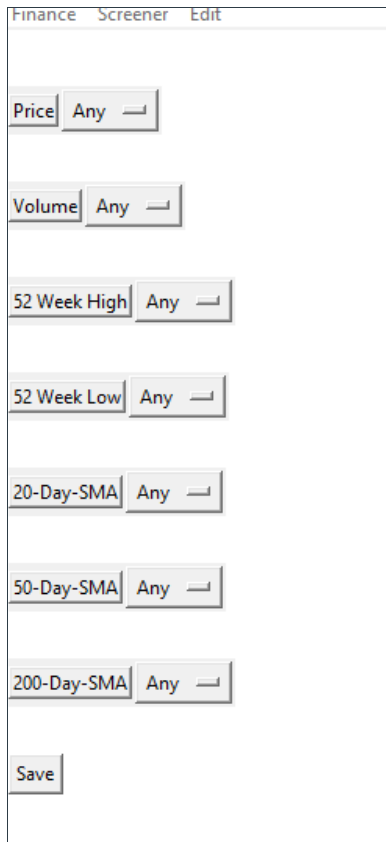 Finance Screener Edit
Price Any
Volume Any
52 Week High Any
52 Week Low Any
20-Day-SMA Any
50-Day-SMA Any
200-Day-SMA Any
Save